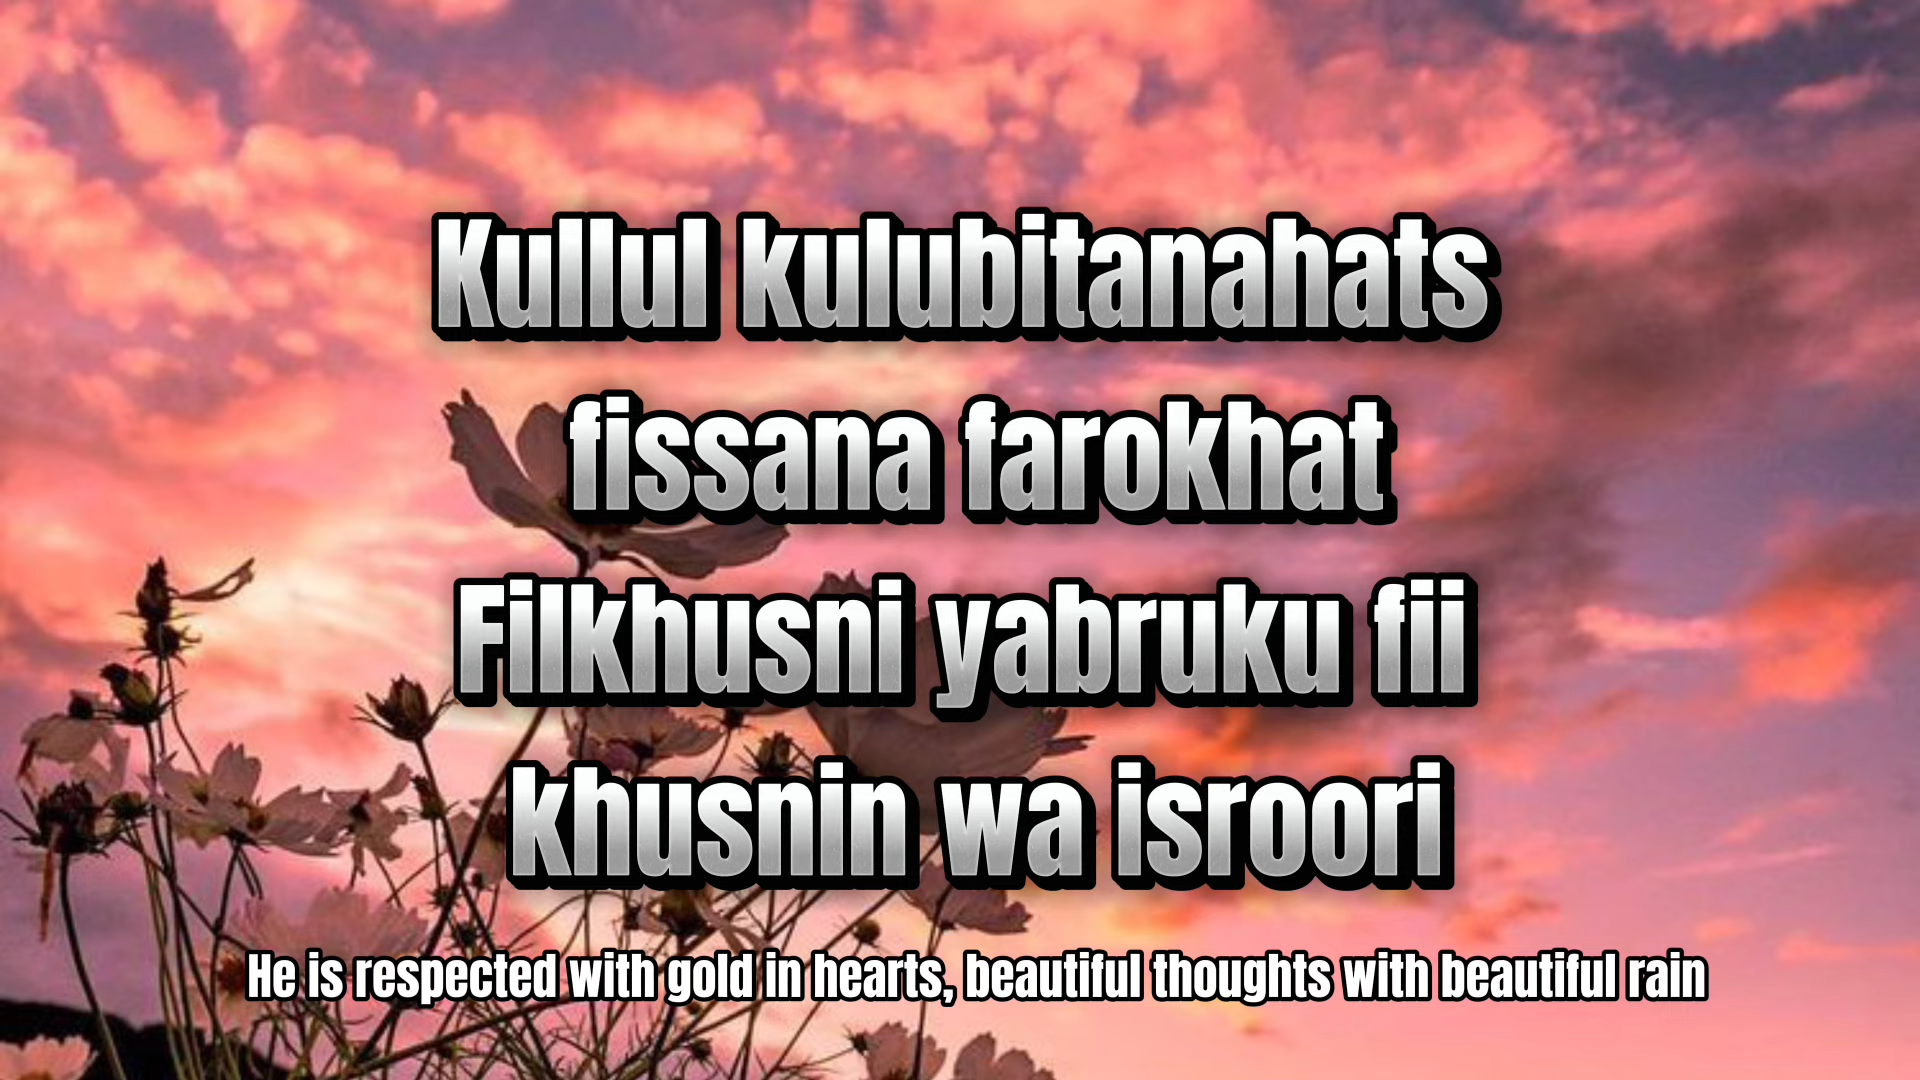 Kullul kulubitanahats
fissana farokhat
Filkhusni yabruku fii
khusnin wa isroori
He is respected with gold in hearts, beautiful thoughts with beautiful rain